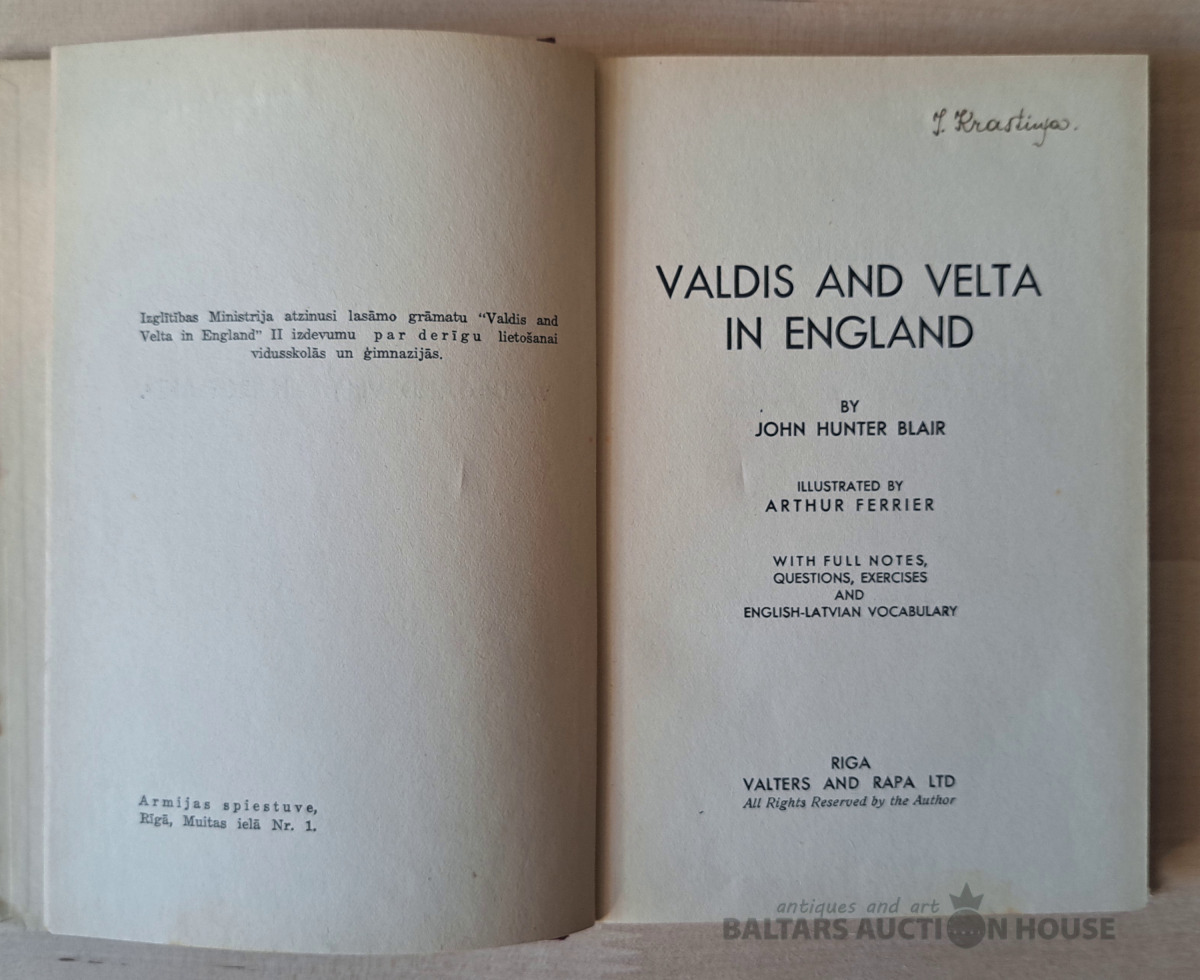 Izglītības Ministrija atzinusi lasāmo grāmatu “Valdis and
Velta in England” II izdevumu par derīgu lietošanai
vidusskolās un ģimnazijās.
Armijas spiestuve,
Rīgā, Muitas ielā Nr. 1.
J. Krastiņa.
VALDIS AND VELTA
IN ENGLAND
BY
JOHN HUNTER BLAIR
ILLUSTRATED BY
ARTHUR FERRIER
WITH FULL NOTES,
QUESTIONS, EXERCISES
AND
ENGLISH-LATVIAN VOCABULARY
RIGA
VALTERS AND RAPA LTD
All Rights Reserved by the Author
antiques and art
BALTARS AUCTION HOUSE